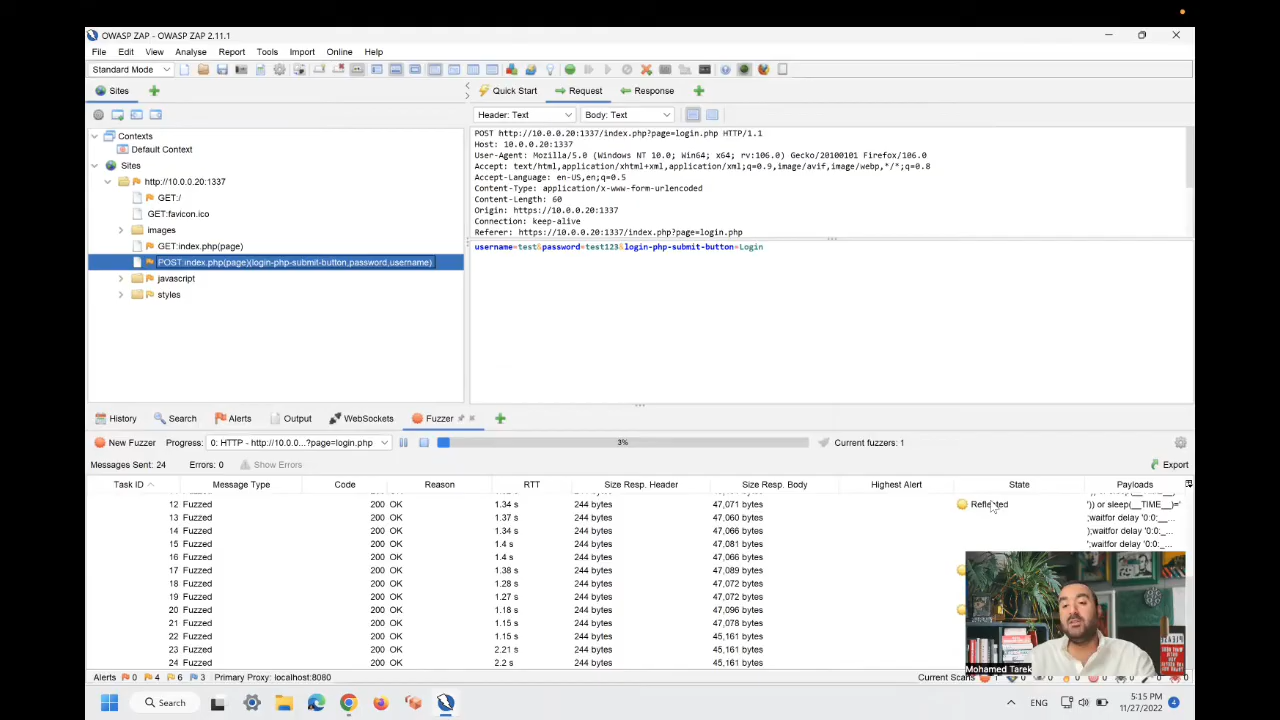 OWASP ZAP - OWASP ZAP 2.11.1
File Edit View Analyse Report Tools Import Online Help
Standard Mode
Sites
Quick Start Request Response
Header: Text Body: Text
Contexts
Default Context
Sites
http://10.0.0.20:1337
GET:/
GET:favicon.ico
images
GET:index.php(page)
POST:index.php(page)(login-php-submit-button,password,username)
javascript
styles
POST http://10.0.0.20:1337/index.php?page=login.php HTTP/1.1
Host: 10.0.0.20:1337
User-Agent: Mozilla/5.0 (Windows NT 10.0; Win64; x64; rv:106.0) Gecko/20100101 Firefox/106.0
Accept: text/html,application/xhtml+xml,application/xml;q=0.9,image/avif,image/webp,*/*;q=0.8
Accept-Language: en-US,en;q=0.5
Content-Type: application/x-www-form-urlencoded
Content-Length: 60
Origin: https://10.0.0.20:1337
Connection: keep-alive
Referer: https://10.0.0.20:1337/index.php?page=login.php
username=test&password=test123&login-php-submit-button=Login
History Search Alerts Output WebSockets Fuzzer
New Fuzzer Progress: 0: HTTP - http://10.0.0...?page=login.php 3% Current fuzzers: 1
Messages Sent: 24 Errors: 0 Show Errors Export
Task ID Message Type Code Reason RTT Size Resp. Header Size Resp. Body Highest Alert State Payloads
12 Fuzzed 200 OK 1.34 s 244 bytes 47,071 bytes Reflected ')) or sleep(__TIME__)='
13 Fuzzed 200 OK 1.37 s 244 bytes 47,060 bytes ';waitfor delay '0:0:__...
14 Fuzzed 200 OK 1.34 s 244 bytes 47,066 bytes );waitfor delay '0:0:_...
15 Fuzzed 200 OK 1.4 s 244 bytes 47,081 bytes ';waitfor delay '0:0:_...
16 Fuzzed 200 OK 1.4 s 244 bytes 47,066 bytes
17 Fuzzed 200 OK 1.38 s 244 bytes 47,089 bytes
18 Fuzzed 200 OK 1.28 s 244 bytes 47,072 bytes
19 Fuzzed 200 OK 1.27 s 244 bytes 47,072 bytes
20 Fuzzed 200 OK 1.18 s 244 bytes 47,096 bytes
21 Fuzzed 200 OK 1.15 s 244 bytes 47,078 bytes
22 Fuzzed 200 OK 1.15 s 244 bytes 45,161 bytes
23 Fuzzed 200 OK 2.21 s 244 bytes 45,161 bytes
24 Fuzzed 200 OK 2.2 s 244 bytes 45,161 bytes
Mohamed Tarek
Alerts 0 4 6 3 Primary Proxy: localhost:8080 Current Scans
Search
ENG 5:15 PM
11/27/2022 4